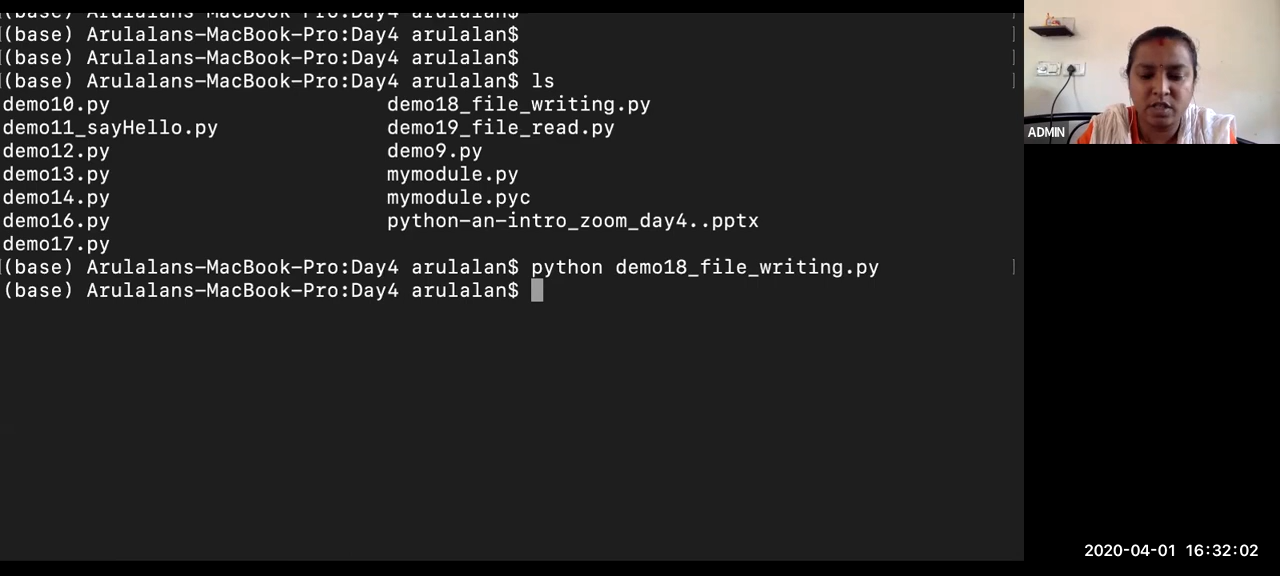 (base) Arulalans-MacBook-Pro:Day4 arulalan$
(base) Arulalans-MacBook-Pro:Day4 arulalan$ ]
(base) Arulalans-MacBook-Pro:Day4 arulalan$ ]
(base) Arulalans-MacBook-Pro:Day4 arulalan$ ls ]
demo10.py demo18_file_writing.py
demo11_sayHello.py demo19_file_read.py
demo12.py demo9.py
demo13.py mymodule.py
demo14.py mymodule.pyc
demo16.py python-an-intro_zoom_day4..pptx
demo17.py
[(base) Arulalans-MacBook-Pro:Day4 arulalan$ python demo18_file_writing.py ]
(base) Arulalans-MacBook-Pro:Day4 arulalan$
ADMIN
2020-04-01 16:32:02